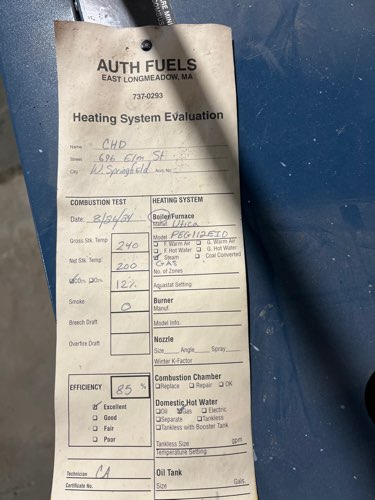 AUTH FUELS
EAST LONGMEADOW, MA
737-0293
Heating System Evaluation
Name CHD
Street 686 Elm St
City W. Springfield Acct. No.
COMBUSTION TEST
Date: 8/26/24
Gross Stk. Temp 240
Net Stk. Temp 200
CO2 O2 12%
Smoke 0
Breech Draft
Overfire Draft
EFFICIENCY 85 %
Excellent
Good
Fair
Poor
Technician CA
Certificate No.
HEATING SYSTEM
Boiler/Furnace
Manuf. Utica
Model PEG112EID
F. Warm Air G. Warm Air
F. Hot Water G. Hot Water
Steam Coal Converted
GAS
No. of Zones
Aquastat Setting
Burner
Manuf.
Model Info.
Nozzle
Size Angle Spray
Winter K-Factor
Combustion Chamber
Replace Repair OK
Domestic Hot Water
Oil Gas Electric
Separate Tankless
Tankless with Booster Tank
Tankless Size gpm
Temperature Setting
Oil Tank
Size Gals.